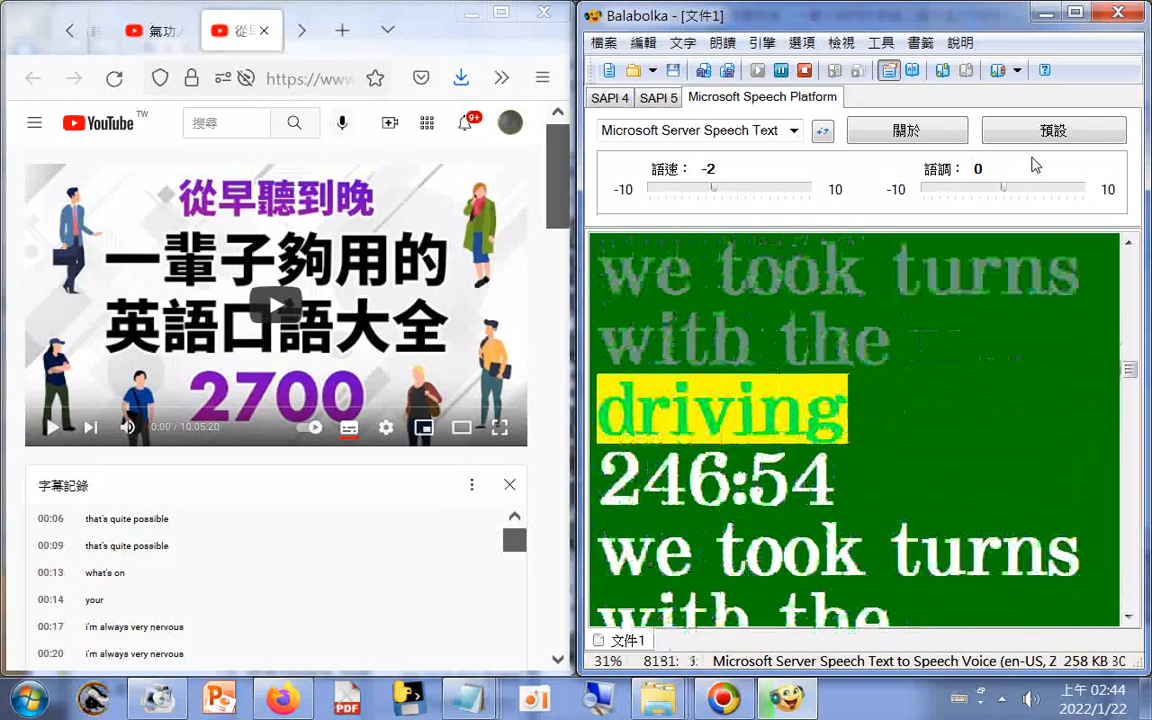 氣功
從
https://www
YouTube TW
搜尋
9+
從早聽到晚
一輩子夠用的
英語口語大全
2700
0:00 / 10:05:20
字幕記錄
00:06 that's quite possible
00:09 that's quite possible
00:13 what's on
00:14 your
00:17 i'm always very nervous
00:20 i'm always very nervous
Balabolka - [文件1]
檔案 編輯 文字 朗讀 引擎 選項 檢視 工具 書籤 說明
SAPI 4 SAPI 5 Microsoft Speech Platform
Microsoft Server Speech Text 關於 預設
語速： -2 語調： 0
-10 10 -10 10
we took turns
with the
driving
246:54
we took turns
with the
文件1
31% 8181: Microsoft Server Speech Text to Speech Voice (en-US, Z 258 KB
PDF
上午 02:44
2022/1/22